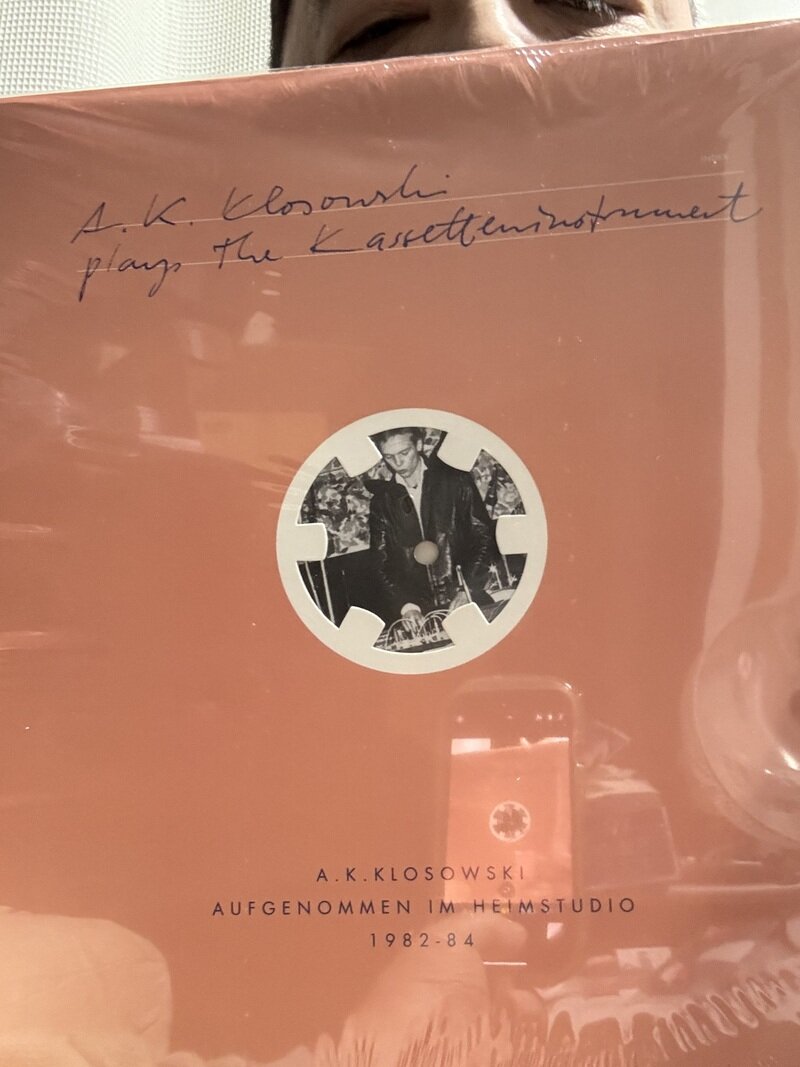 A. K. Klosowski
plays the Kassetteninstrument
A.K.KLOSOWSKI
AUFGENOMMEN IM HEIMSTUDIO
1982-84